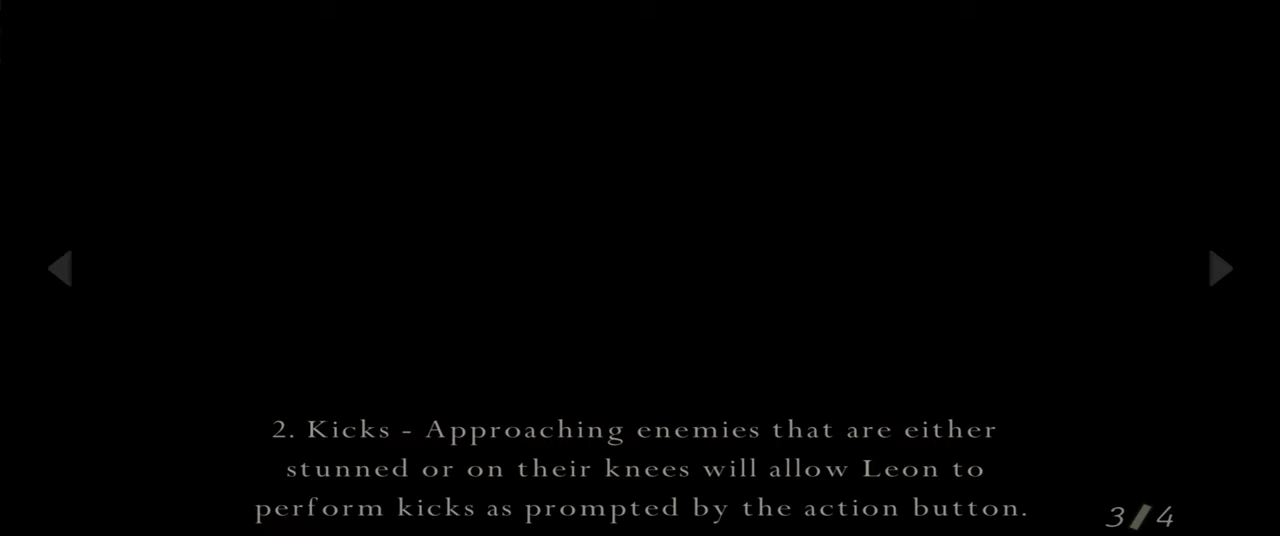 2. Kicks - Approaching enemies that are either
stunned or on their knees will allow Leon to
perform kicks as prompted by the action button.
3/4